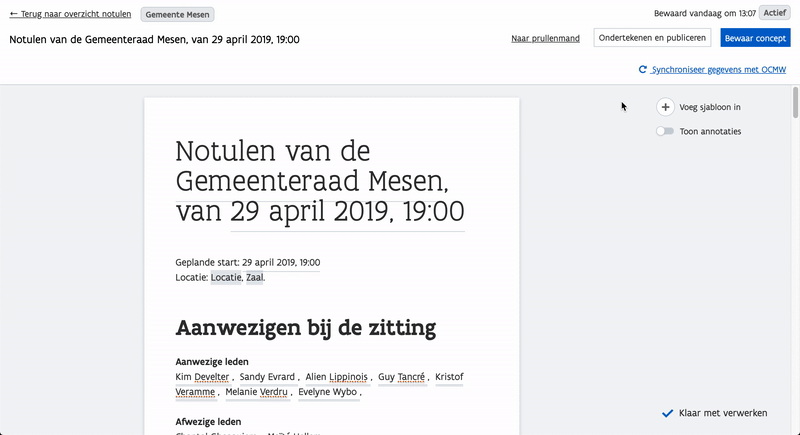 ← Terug naar overzicht notulen
Gemeente Mesen
Bewaard vandaag om 13:07
Actief
Notulen van de Gemeenteraad Mesen, van 29 april 2019, 19:00
Naar prullenmand
Ondertekenen en publiceren
Bewaar concept
Synchroniseer gegevens met OCMW
Voeg sjabloon in
Toon annotaties
Notulen van de
Gemeenteraad Mesen,
van 29 april 2019, 19:00
Geplande start: 29 april 2019, 19:00
Locatie: Locatie, Zaal.
Aanwezigen bij de zitting
Aanwezige leden
Kim Develter , Sandy Evrard , Alien Lippinois , Guy Tancré , Kristof
Veramme , Melanie Verdru , Evelyne Wybo ,
Afwezige leden
Klaar met verwerken